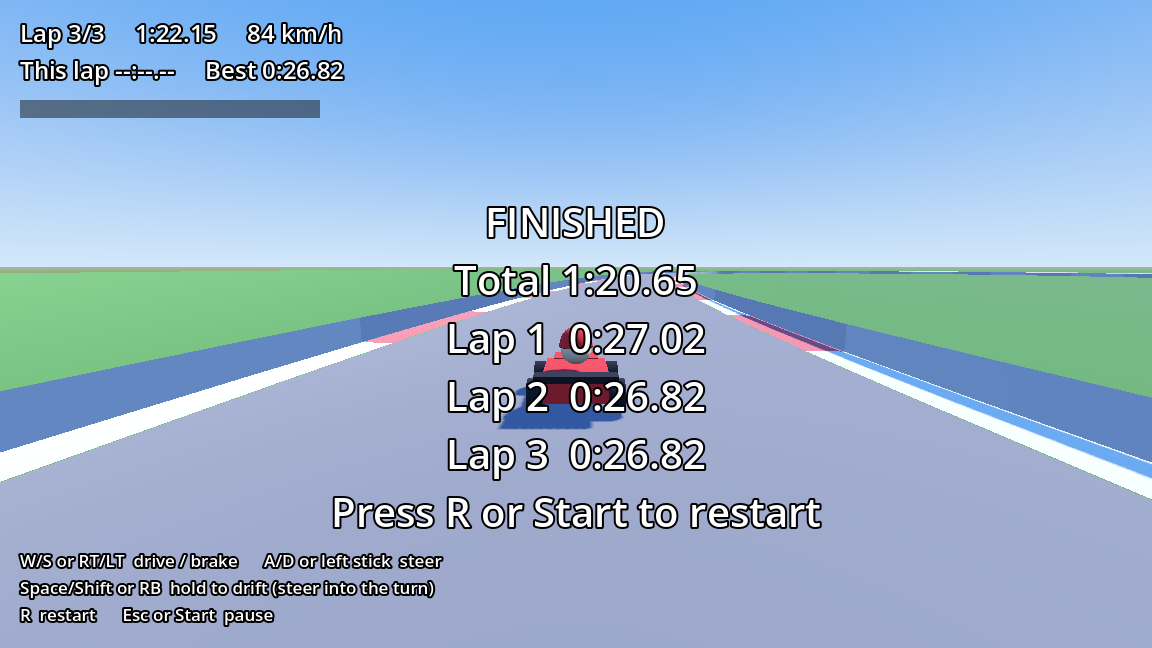 Lap 3/3 1:22.15 84 km/h
This lap --:--.-- Best 0:26.82
FINISHED
Total 1:20.65
Lap 1 0:27.02
Lap 2 0:26.82
Lap 3 0:26.82
Press R or Start to restart
W/S or RT/LT drive / brake A/D or left stick steer
Space/Shift or RB hold to drift (steer into the turn)
R restart Esc or Start pause